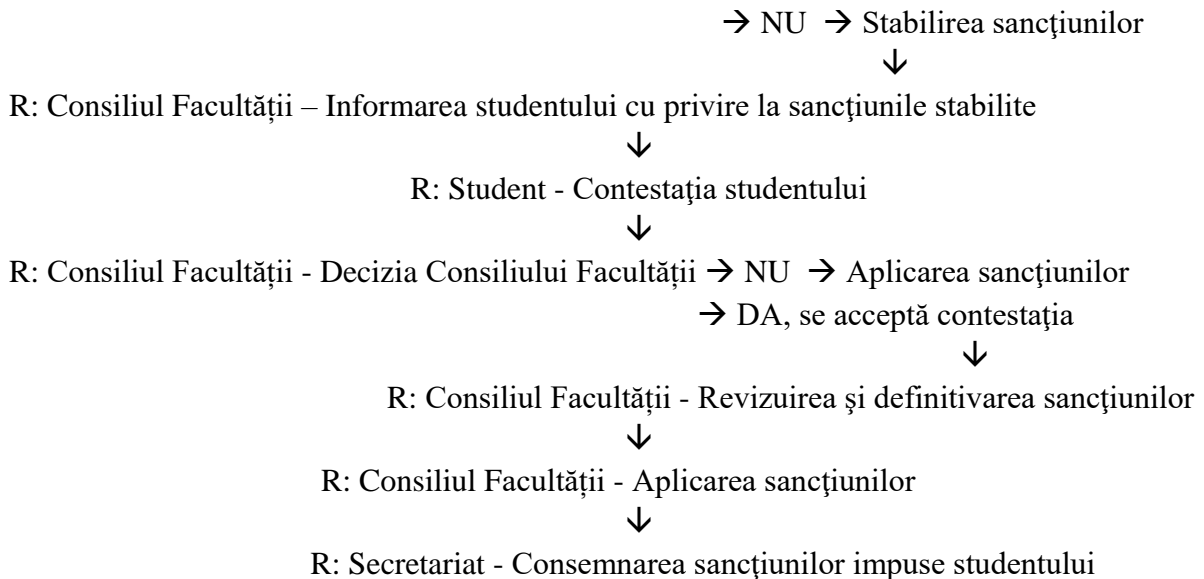 → NU → Stabilirea sancţiunilor
↓
R: Consiliul Facultății – Informarea studentului cu privire la sancţiunile stabilite
↓
R: Student - Contestaţia studentului
↓
R: Consiliul Facultății - Decizia Consiliului Facultății → NU → Aplicarea sancţiunilor
→ DA, se acceptă contestaţia
↓
R: Consiliul Facultății - Revizuirea şi definitivarea sancţiunilor
↓
R: Consiliul Facultății - Aplicarea sancţiunilor
↓
R: Secretariat - Consemnarea sancţiunilor impuse studentului